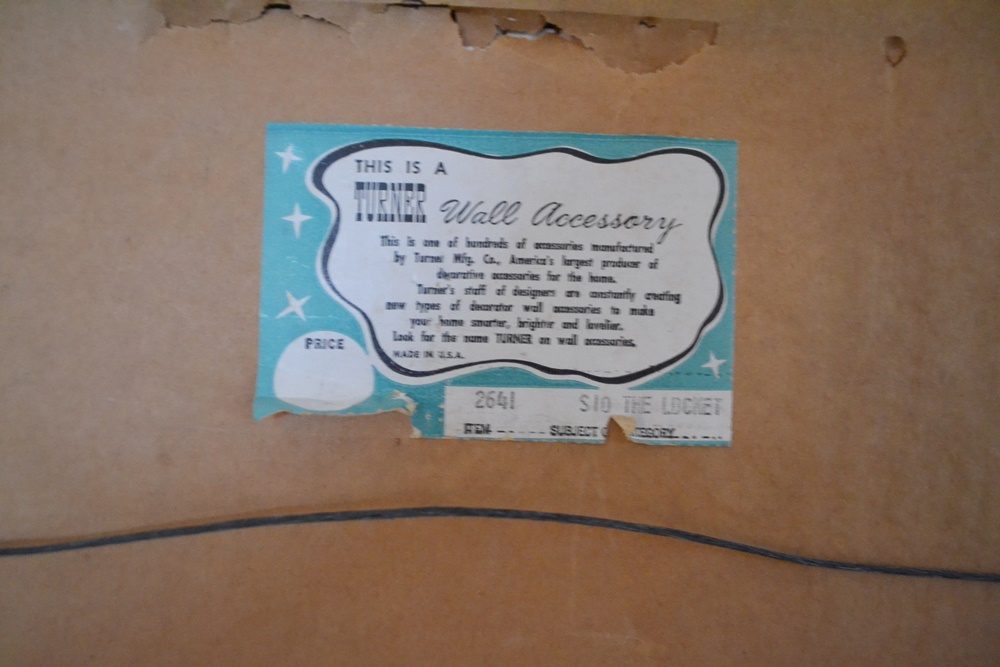 THIS IS A
TURNER Wall Accessory
This is one of hundreds of accessories manufactured
by Turner Mfg. Co., America's largest producer of
decorative accessories for the home.
Turner's staff of designers are constantly creating
new types of decorator wall accessories to make
your home smarter, brighter and lovelier.
Look for the name TURNER on wall accessories.
MADE IN U.S.A.
PRICE
2641 S10 THE LOCKET
ITEM SUBJECT